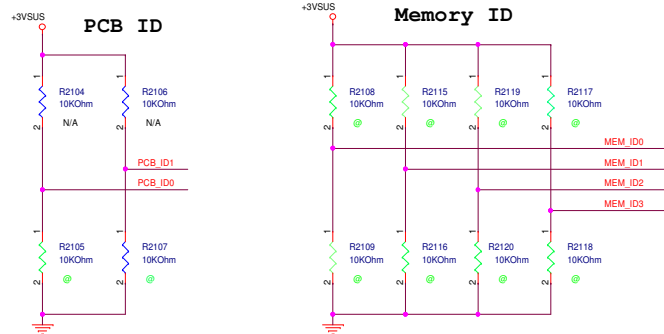 +3VSUS
PCB ID
1
1
R2104
10KOhm
N/A
R2106
10KOhm
N/A
2
2
PCB_ID1
PCB_ID0
1
1
R2105
10KOhm
@
R2107
10KOhm
@
2
2
+3VSUS
Memory ID
1
1
1
1
R2108
10KOhm
@
R2115
10KOhm
@
R2119
10KOhm
@
R2117
10KOhm
@
2
2
2
2
MEM_ID0
MEM_ID1
MEM_ID2
MEM_ID3
1
1
1
1
R2109
10KOhm
@
R2116
10KOhm
@
R2120
10KOhm
@
R2118
10KOhm
@
2
2
2
2